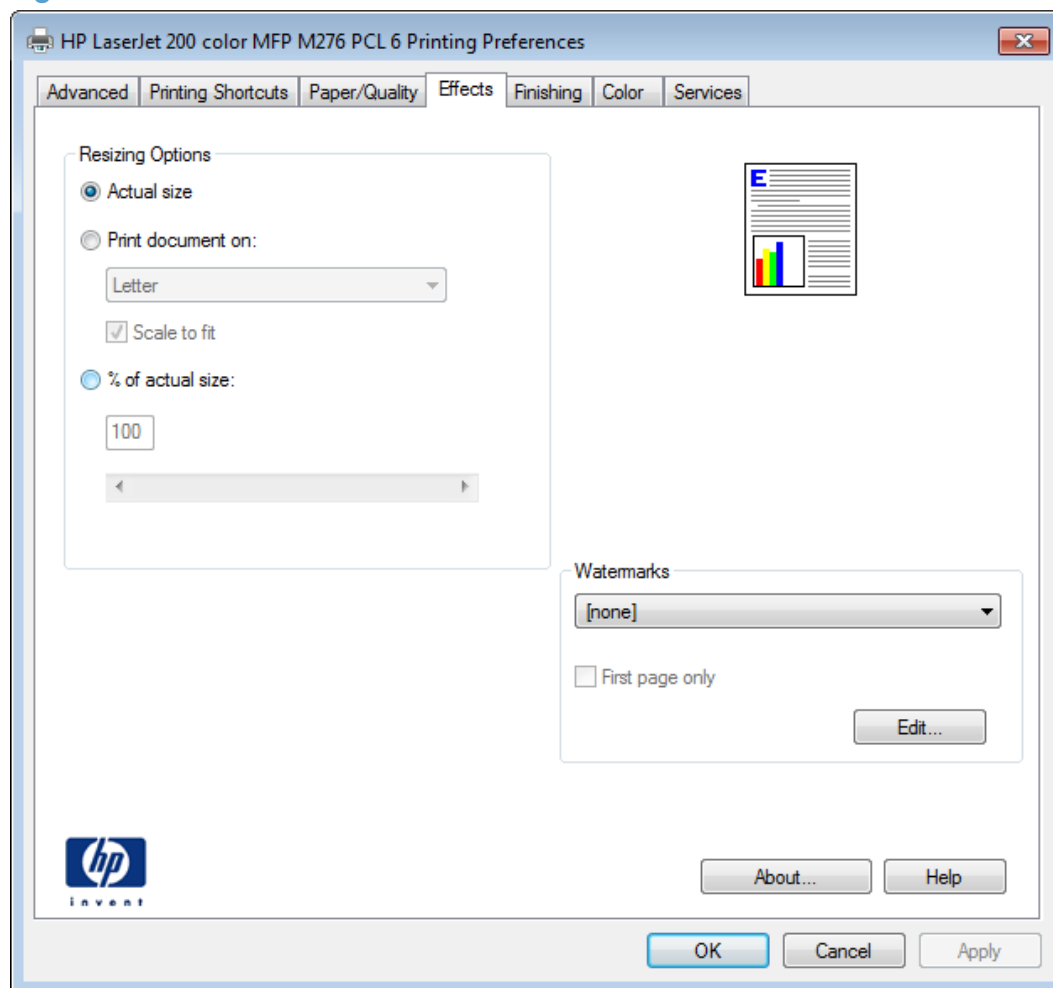 HP LaserJet 200 color MFP M276 PCL 6 Printing Preferences
Advanced Printing Shortcuts Paper/Quality Effects Finishing Color Services
Resizing Options
Actual size
E
Print document on:
Letter
Scale to fit
% of actual size:
100
Watermarks
[none]
First page only
Edit...
hp
invent
About... Help
OK Cancel Apply